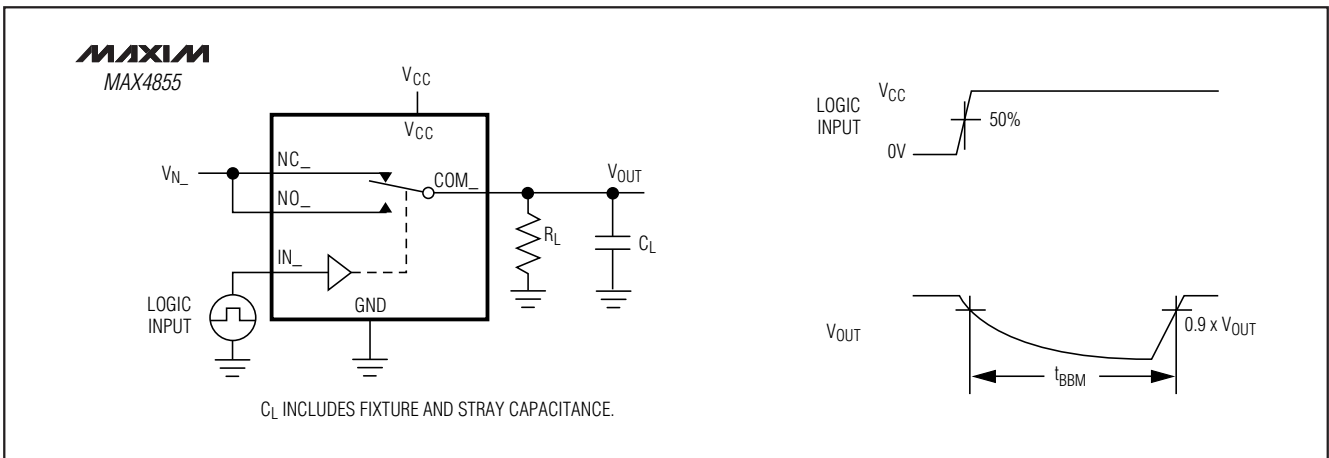 MAXIM
MAX4855
VCC
VCC
VN_
NC_
NO_
COM_
VOUT
RL
CL
IN_
LOGIC
INPUT
GND
CL INCLUDES FIXTURE AND STRAY CAPACITANCE.
LOGIC
INPUT
VCC
0V
50%
VOUT
0.9 x VOUT
tBBM